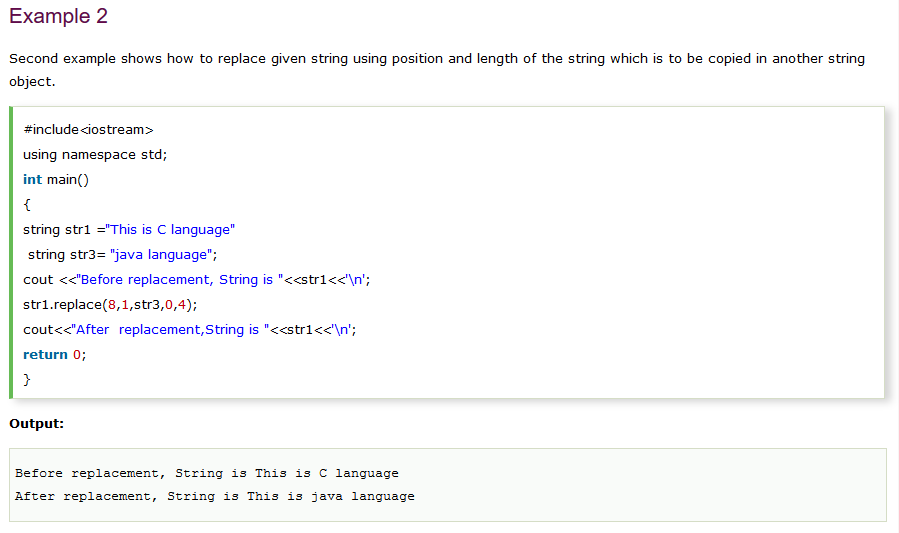 Example 2
Second example shows how to replace given string using position and length of the string which is to be copied in another string
object.
#include<iostream>
using namespace std;
int main()
{
string str1 ="This is C language"
 string str3= "java language";
cout <<"Before replacement, String is "<<str1<<'\n';
str1.replace(8,1,str3,0,4);
cout<<"After  replacement,String is "<<str1<<'\n';
return 0;
}
Output:
Before replacement, String is This is C language
After replacement, String is This is java language